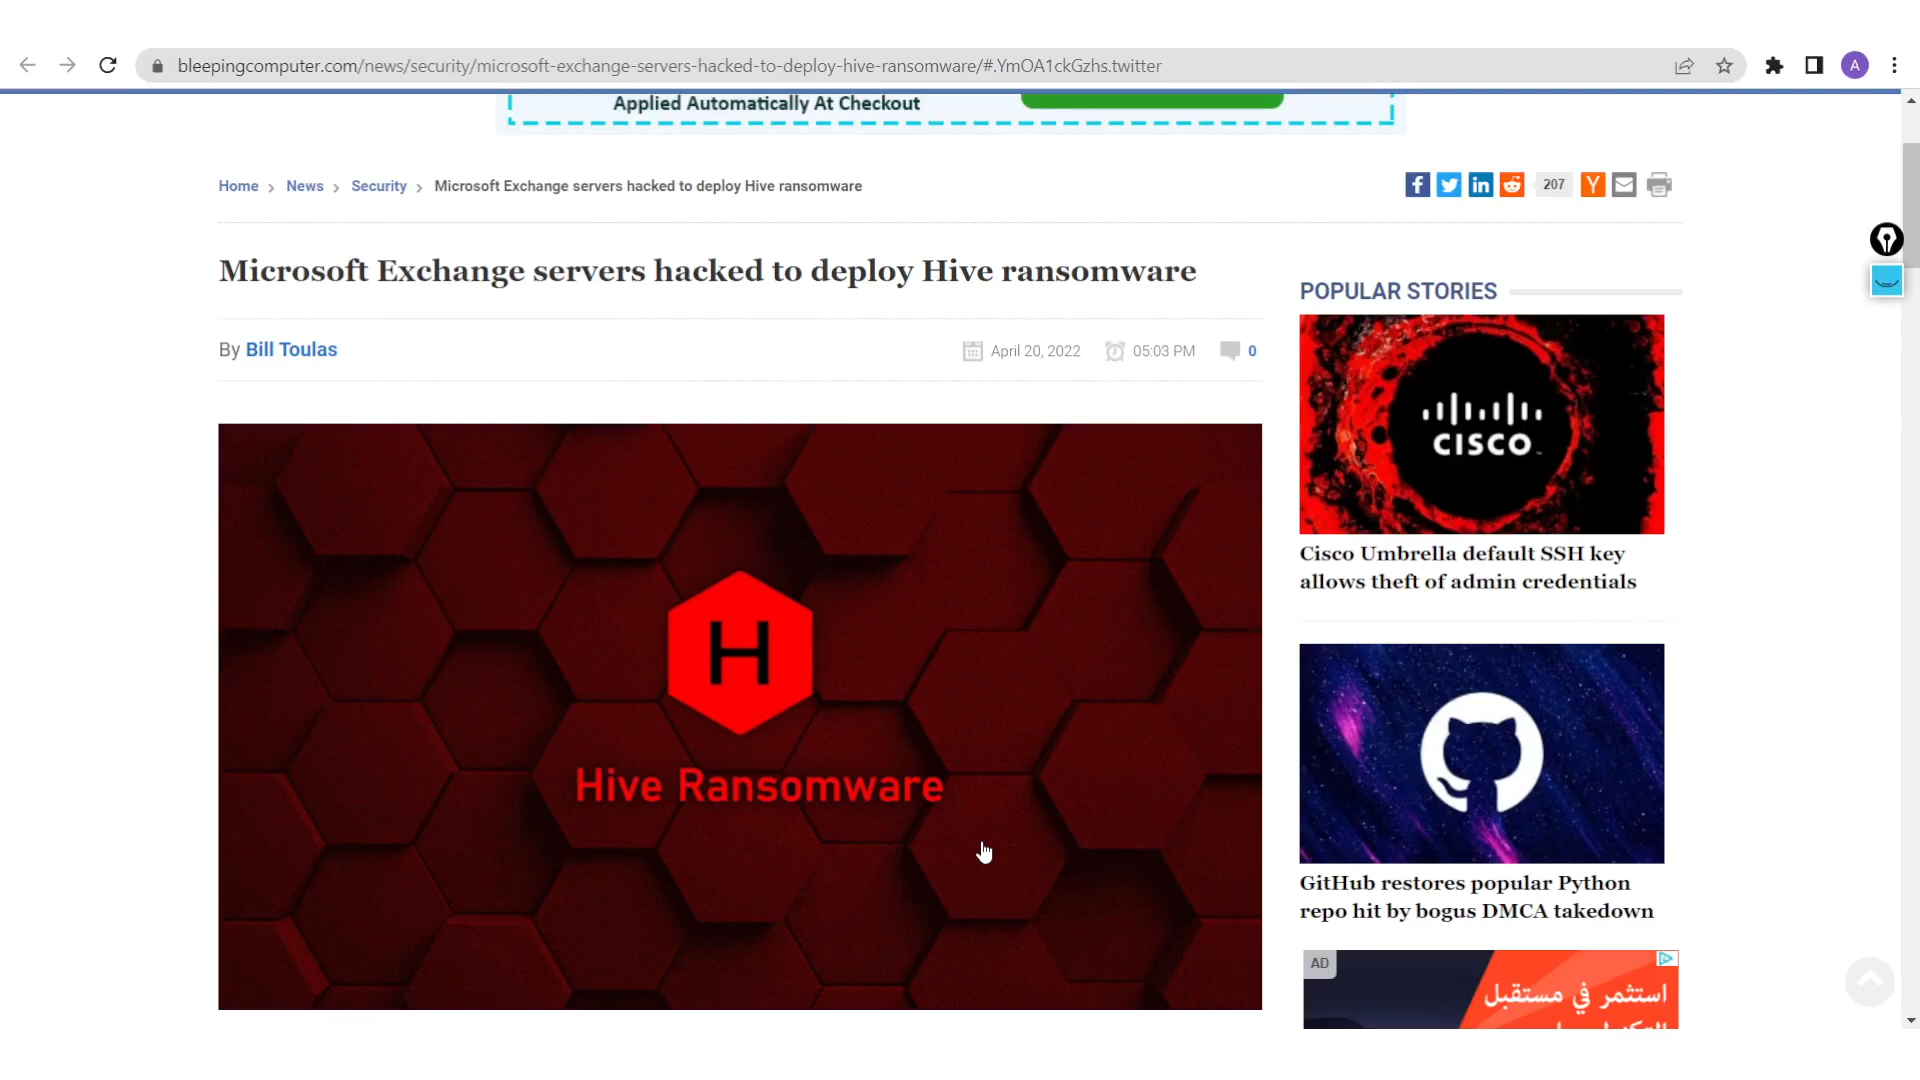 bleepingcomputer.com/news/security/microsoft-exchange-servers-hacked-to-deploy-hive-ransomware/#.YmOA1ckGzhs.twitter
A
Applied Automatically At Checkout
Home > News > Security > Microsoft Exchange servers hacked to deploy Hive ransomware
207
Microsoft Exchange servers hacked to deploy Hive ransomware
By Bill Toulas
April 20, 2022
05:03 PM
0
H
Hive Ransomware
POPULAR STORIES
CISCO
Cisco Umbrella default SSH key
allows theft of admin credentials
GitHub restores popular Python
repo hit by bogus DMCA takedown
AD
استثمر في مستقبل